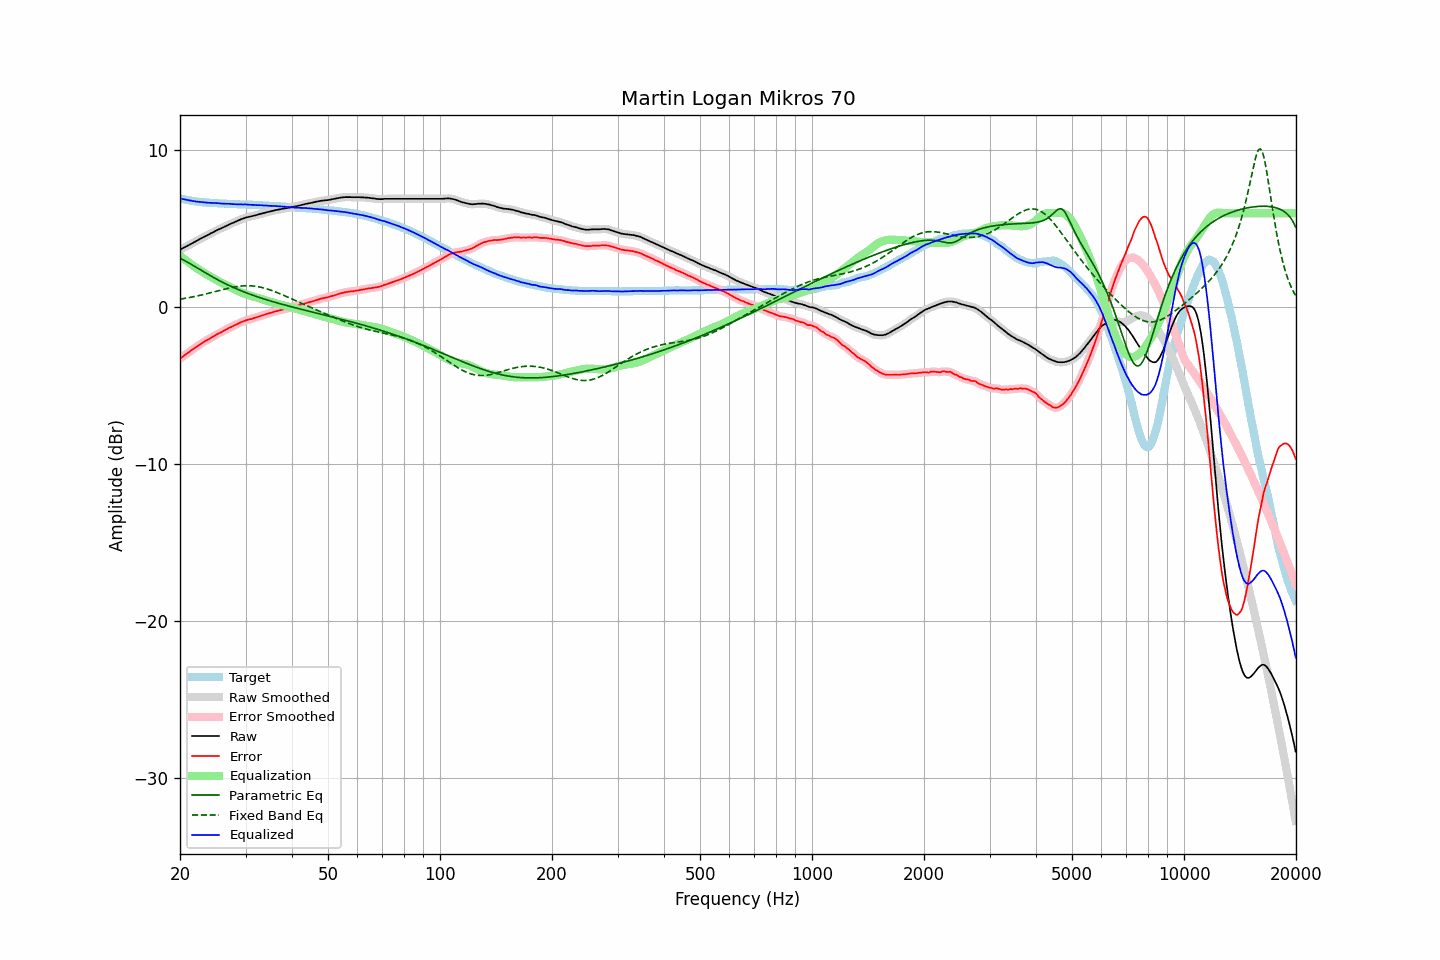 Martin Logan Mikros 70
Amplitude (dBr)
10
0
−10
−20
−30
Target
Raw Smoothed
Error Smoothed
Raw
Error
Equalization
Parametric Eq
Fixed Band Eq
Equalized
20 50 100 200 500 1000 2000 5000 10000 20000
Frequency (Hz)